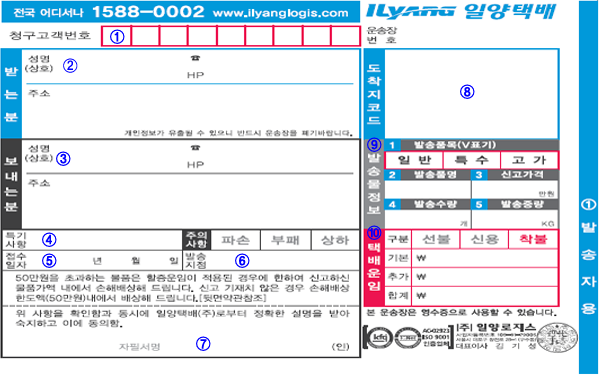 전국 어디서나 1588-0002 www.ilyanglogis.com
ILYANG 일양택배
청구고객번호 ①
운송장
번 호
받는분
성명
(상호)
②
☎
HP
주소
개인정보가 유출될 수 있으니 반드시 운송장을 폐기바랍니다.
도착지코드
⑧
보내는분
성명
(상호)
③
☎
HP
주소
⑨
발송물정보
1 발송품목(V표기)
일 반 특 수 고 가
2 발송품명 3 신고가격
만원
4 발송수량 5 발송중량
개 KG
특기
사항
④
주의
사항
파손 부패 상하
접수
일자
⑤
년 월 일
발송
지점
⑥
⑩
택배운임
구분 선불 신용 착불
기본 ₩
추가 ₩
합계 ₩
50만원을 초과하는 물품은 할증운임이 적용된 경우에 한하여 신고하신
물품가액 내에서 손해배상해 드립니다. 신고 기재치 않은 경우 손해배상
한도액(50만원)내에서 배상해 드립니다.[뒷면약관참조]
위 사항을 확인함과 동시에 일양택배(주)로부터 정확한 설명을 받아
숙지하고 이에 동의함.
자필서명 ⑦ (인)
본 운송장은 영수증으로 사용할 수 있습니다.
kfq
ISO 9001
인증업체
(주) 일양로지스
대표이사 김 기 성
①
발송자용